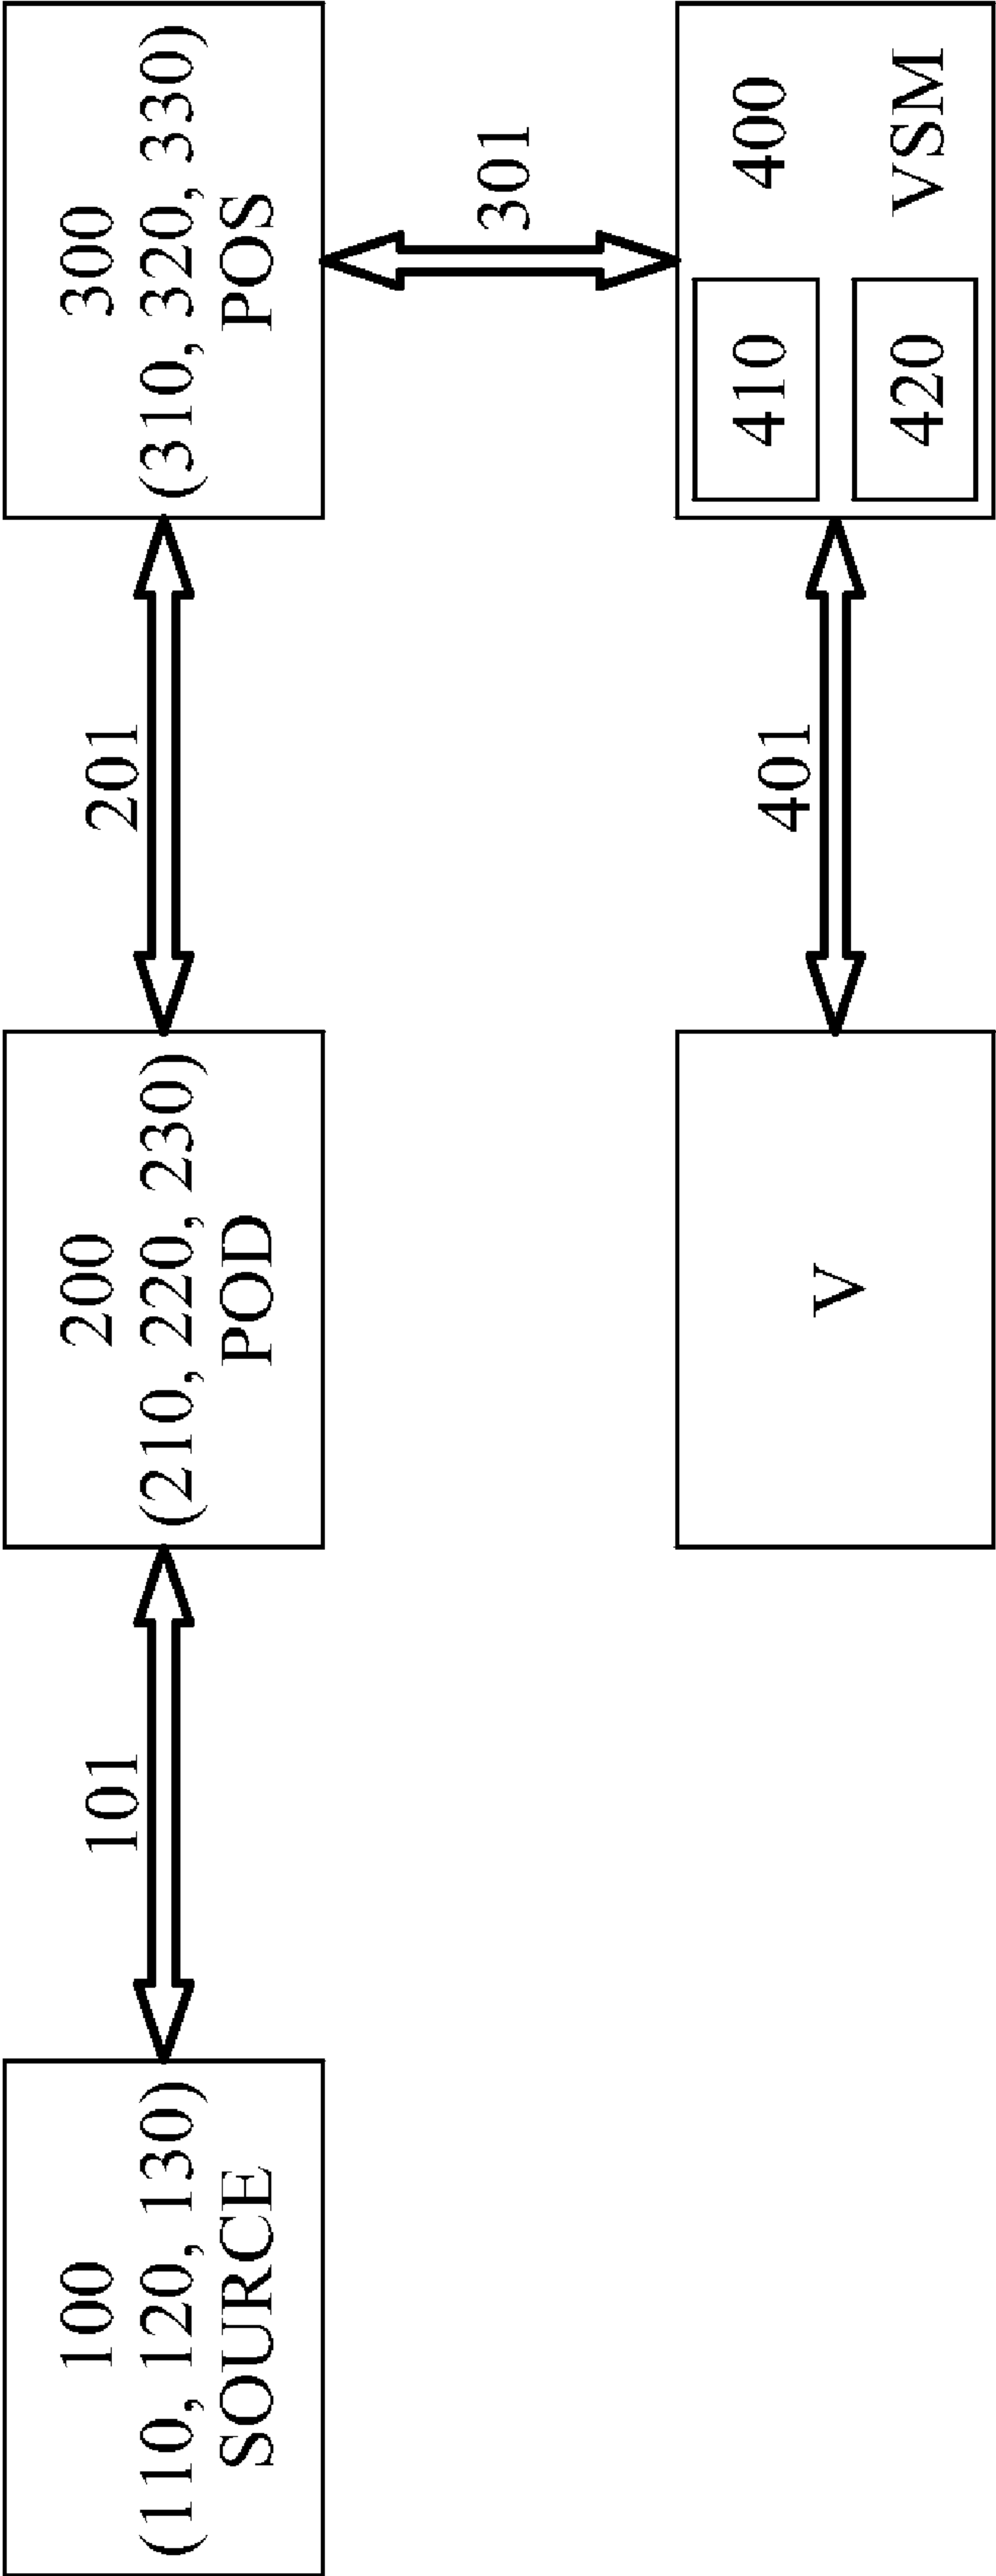 100
(110, 120, 130)
SOURCE
101
200
(210, 220, 230)
POD
201
300
(310, 320, 330)
POS
301
V
401
410
400
420
VSM